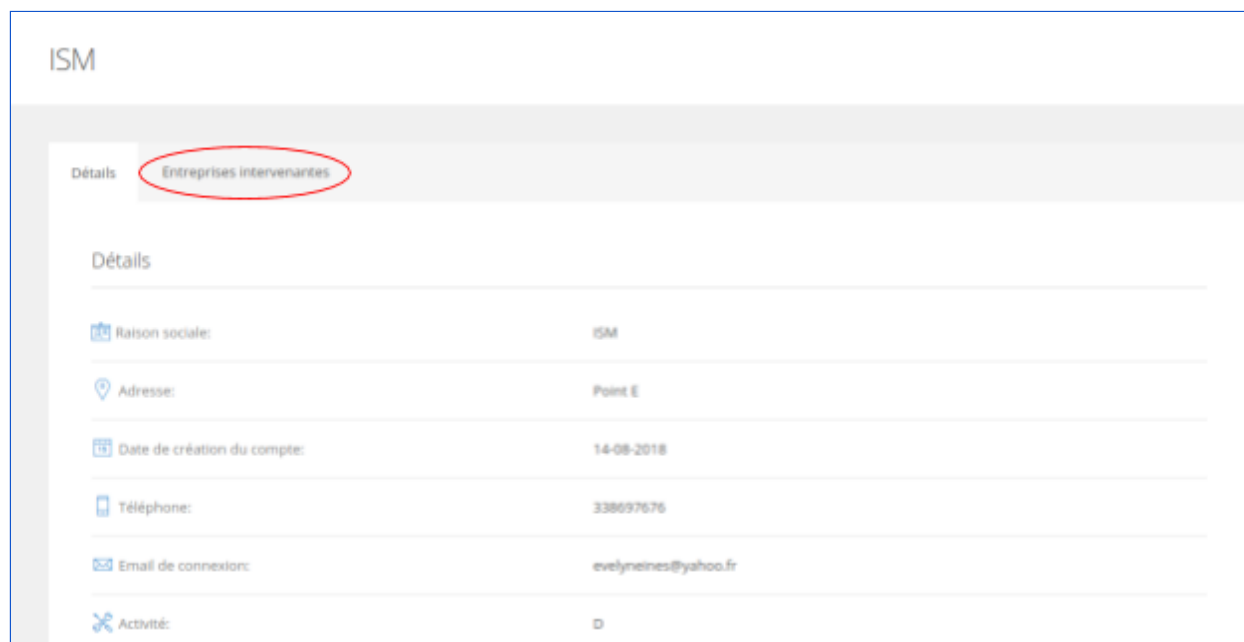 ISM
Détails Entreprises intervenantes
Détails
Raison sociale: ISM
Adresse: Point E
Date de création du compte: 14-08-2018
Téléphone: 338697676
Email de connexion: evelyneines@yahoo.fr
Activité: D